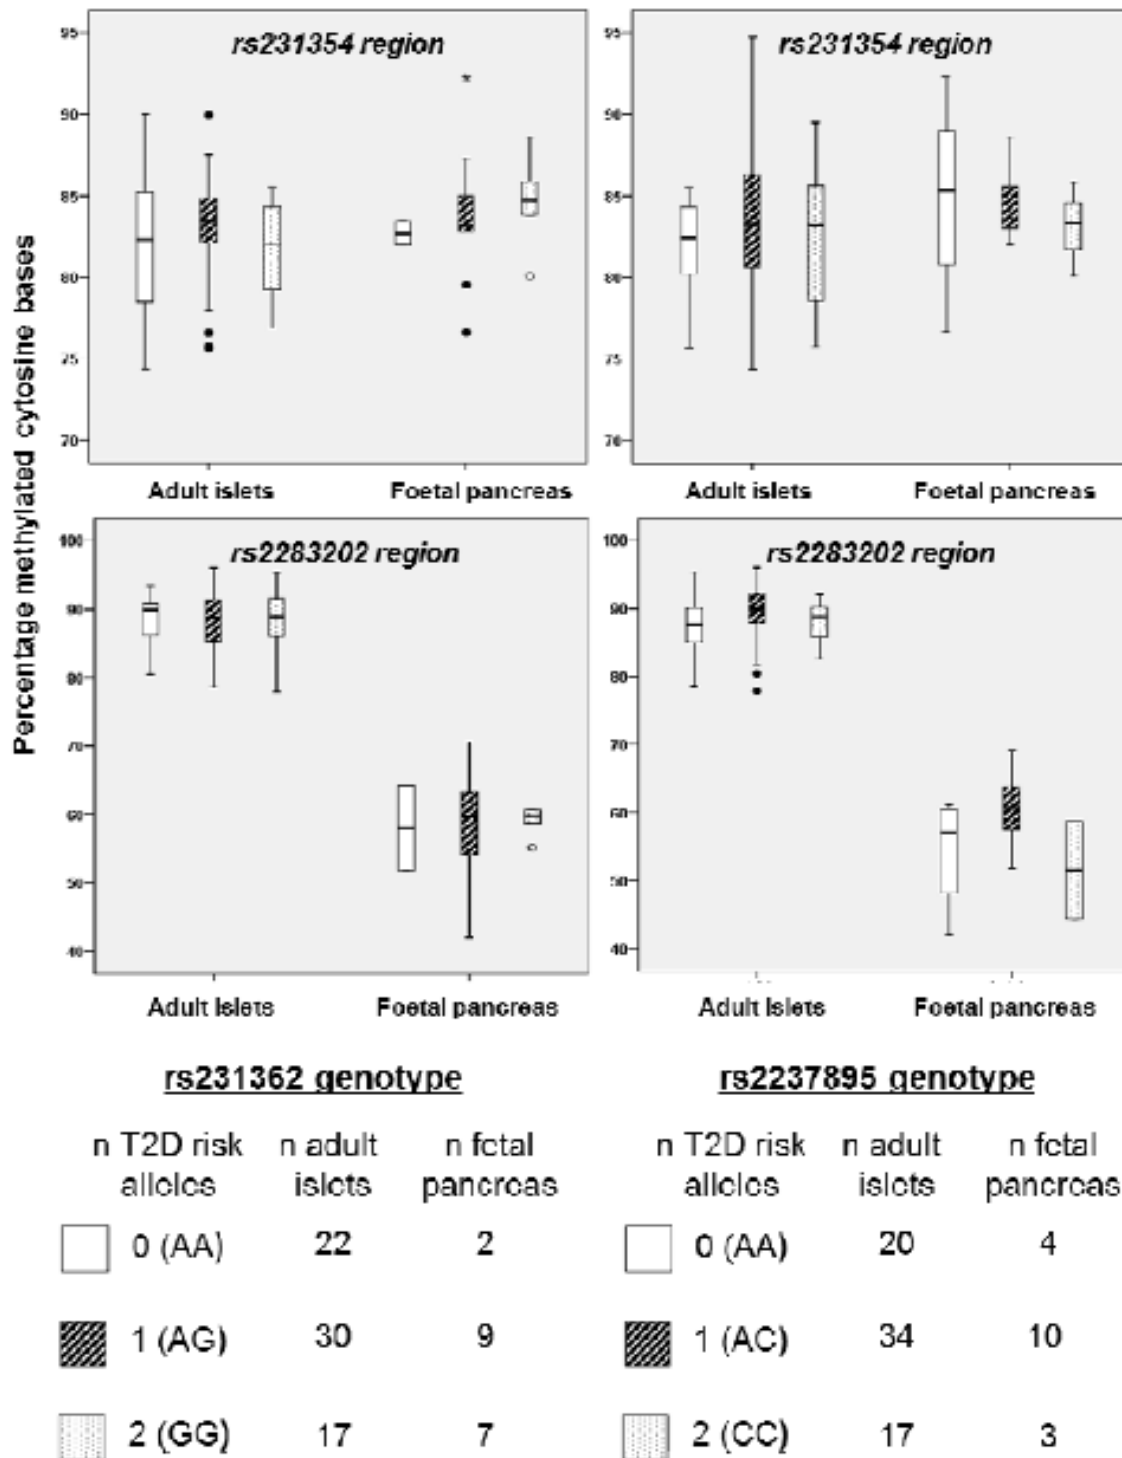 rs231354 region
rs231354 region
95
90
85
80
75
70
95
90
85
80
75
70
Adult islets Foetal pancreas
Adult islets Foetal pancreas
Percentage methylated cytosine bases
rs2283202 region
rs2283202 region
100
90
80
70
60
50
40
100
90
80
70
60
50
40
Adult Islets Foetal pancreas
Adult Islets Foetal pancreas
rs231362 genotype
rs2237895 genotype
n T2D risk alleles n adult islets n fetal pancreas
n T2D risk alleles n adult islets n fetal pancreas
0 (AA) 22 2
0 (AA) 20 4
1 (AG) 30 9
1 (AC) 34 10
2 (GG) 17 7
2 (CC) 17 3